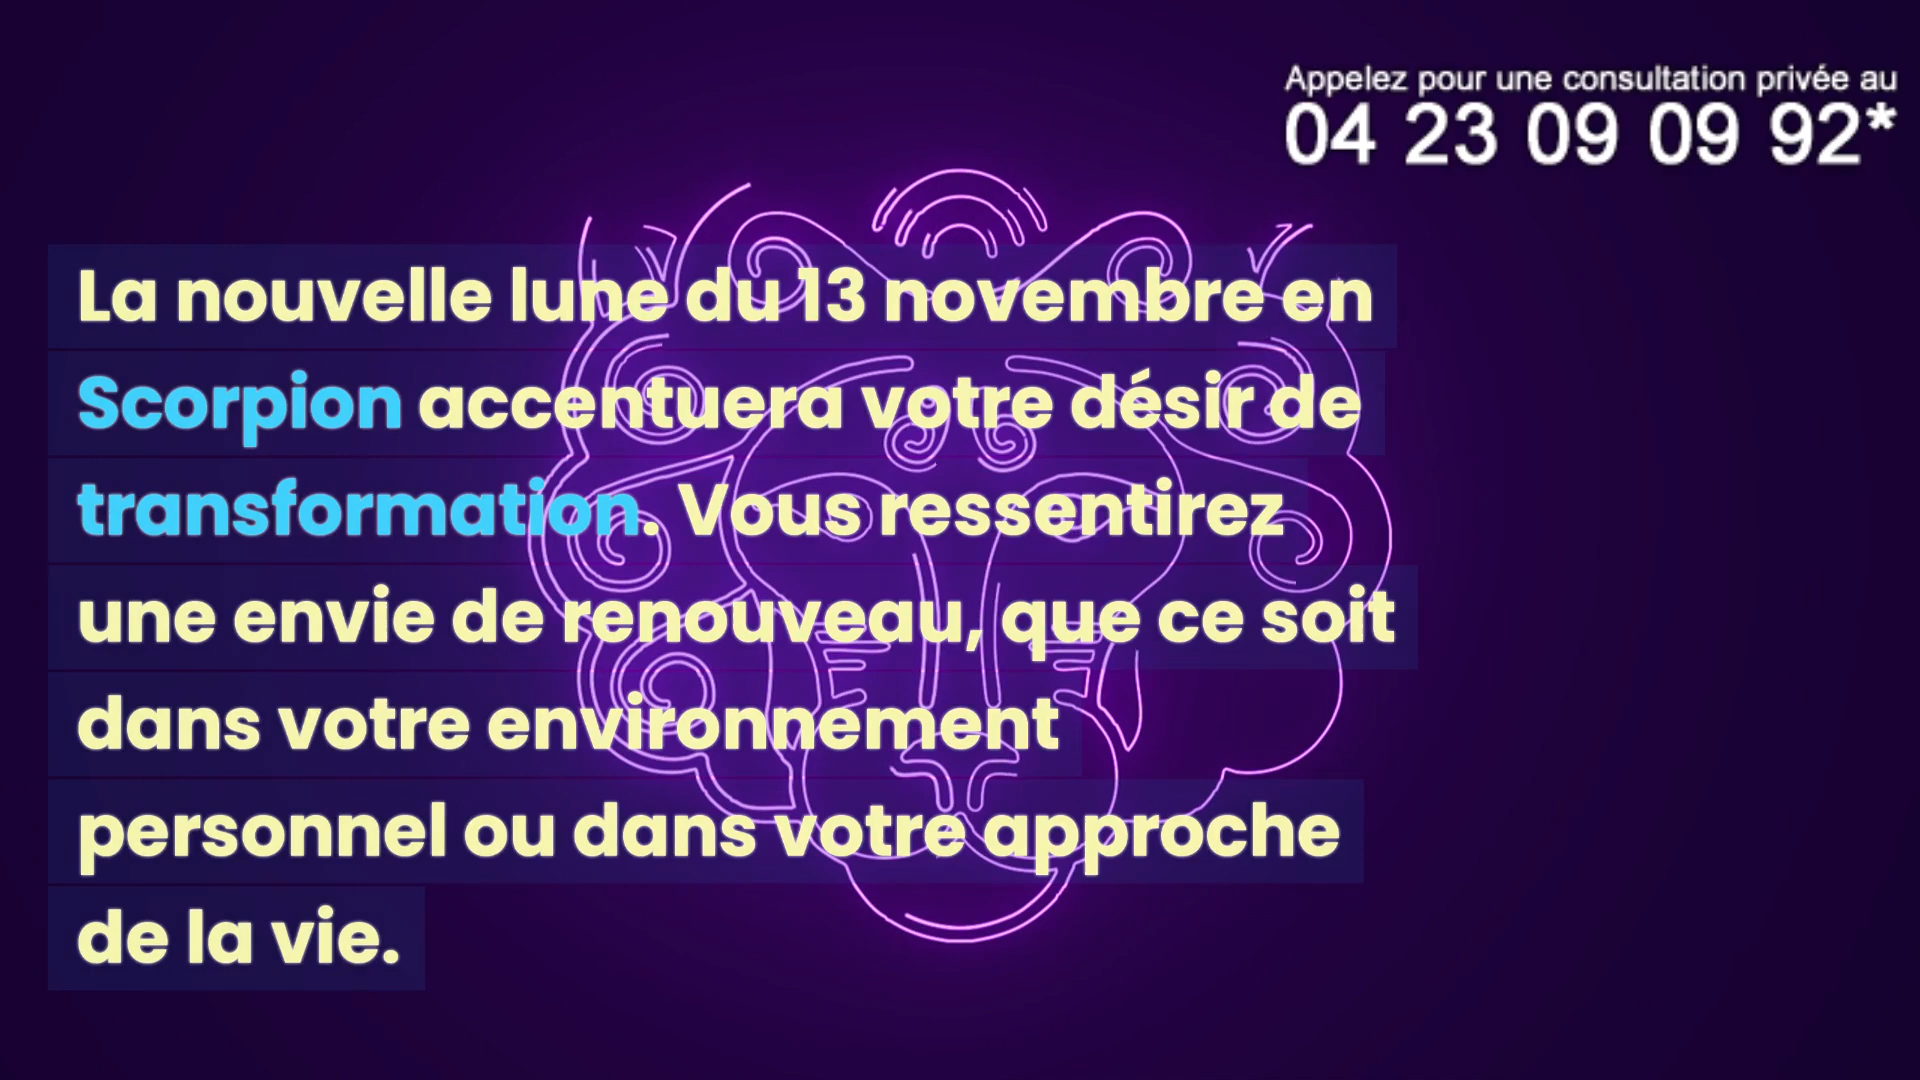 Appelez pour une consultation privée au
04 23 09 09 92*
La nouvelle lune du 13 novembre en
Scorpion accentuera votre désir de
transformation. Vous ressentirez
une envie de renouveau, que ce soit
dans votre environnement
personnel ou dans votre approche
de la vie.